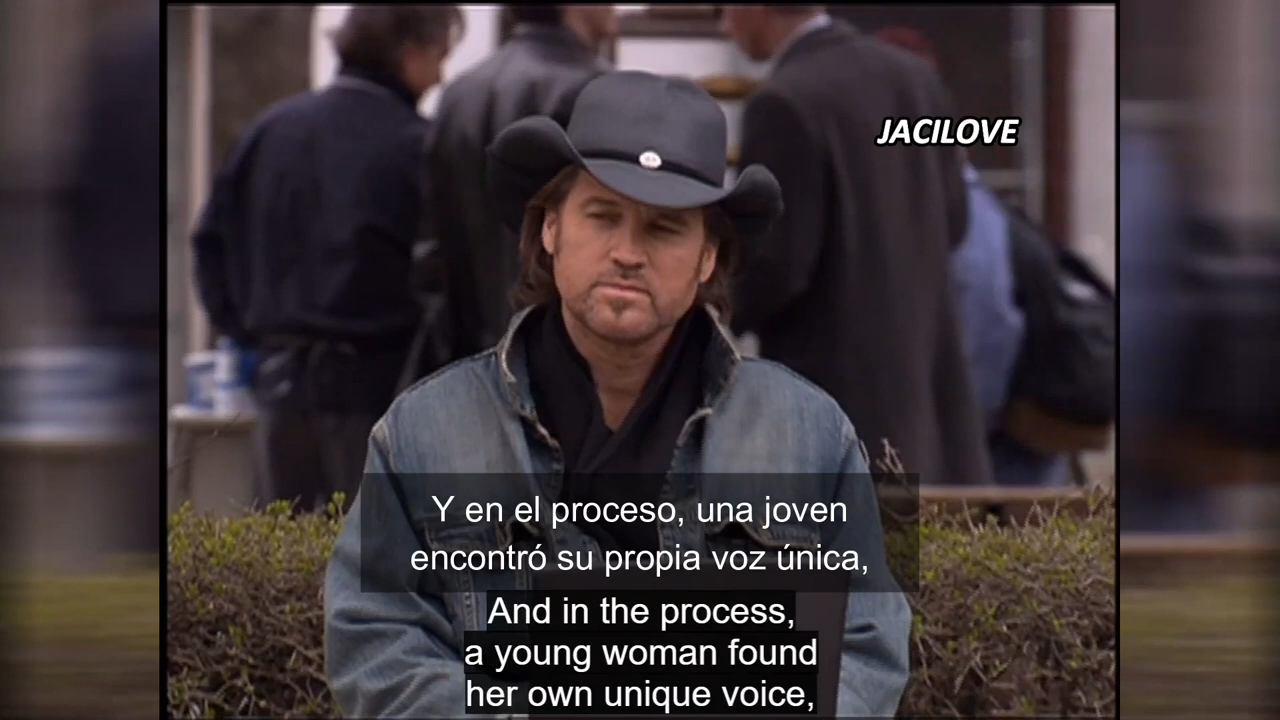 JACILOVE
Y en el proceso, una joven
encontró su propia voz única,
And in the process,
a young woman found
her own unique voice,